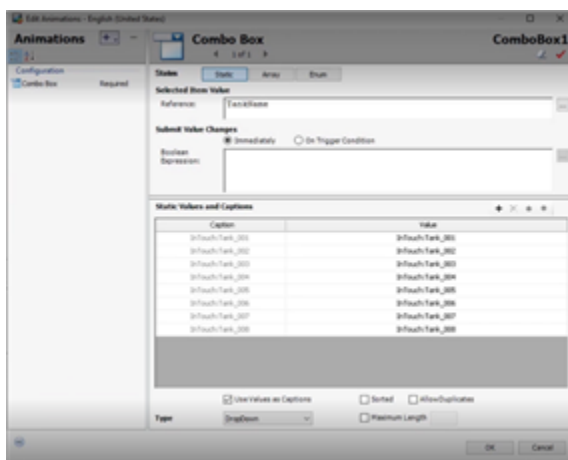 Edit Animations - English (United States)
Animations
Combo Box
ComboBox1
1 of 1
Configuration
Combo Box Required
States Static Array Enum
Selected Item Value
Reference:
Submit Value Changes
Immediately On Trigger Condition
Boolean
Expression:
Static Values and Captions
Caption Value
InTouch:Tank_001 InTouch:Tank_001
InTouch:Tank_002 InTouch:Tank_002
InTouch:Tank_003 InTouch:Tank_003
InTouch:Tank_004 InTouch:Tank_004
InTouch:Tank_005 InTouch:Tank_005
InTouch:Tank_006 InTouch:Tank_006
InTouch:Tank_007 InTouch:Tank_007
InTouch:Tank_008 InTouch:Tank_008
Use Values as Captions Sorted AllowDuplicates
Type DropDown Maximum Length
OK Cancel